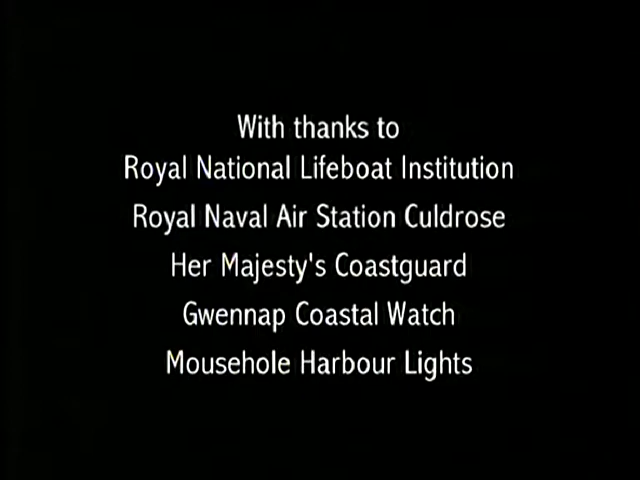 With thanks to
Royal National Lifeboat Institution
Royal Naval Air Station Culdrose
Her Majesty's Coastguard
Gwennap Coastal Watch
Mousehole Harbour Lights